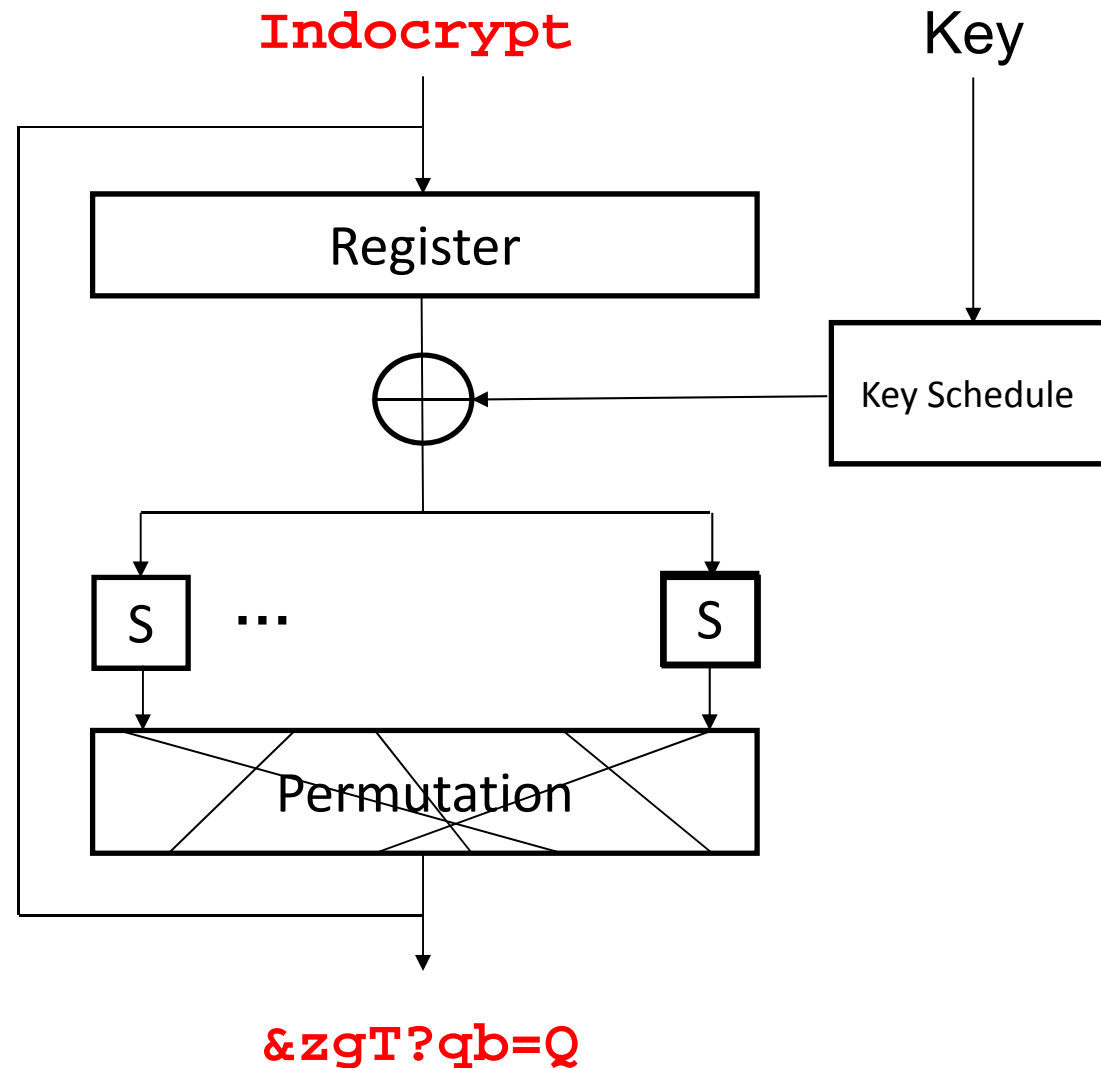 Indocrypt
Key
Register
Key Schedule
S
...
S
Permutation
&zgT?qb=Q